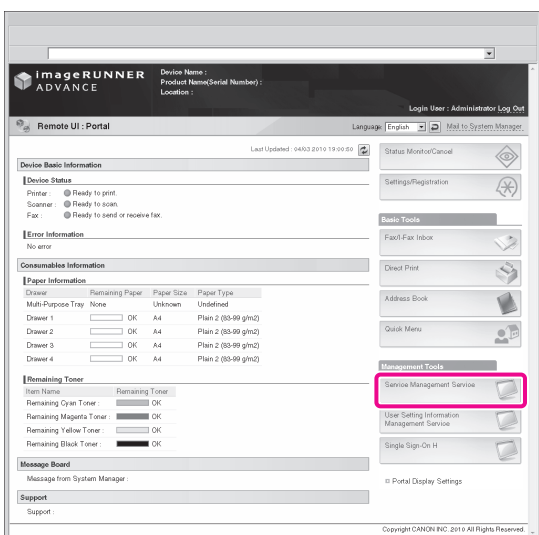 imageRUNNER
ADVANCE
Device Name :
Product Name(Serial Number) :
Location :
Login User : Administrator Log Out
Remote UI : Portal
Language: English
Mail to System Manager
Last Updated : 04/03 2010 19:00:50
Device Basic Information
Device Status
Printer : Ready to print.
Scanner : Ready to scan.
Fax : Ready to send or receive fax.
Error Information
No error
Consumables Information
Paper Information
Drawer Remaining Paper Paper Size Paper Type
Multi-Purpose Tray None Unknown Undefined
Drawer 1 OK A4 Plain 2 (83-99 g/m2)
Drawer 2 OK A4 Plain 2 (83-99 g/m2)
Drawer 3 OK A4 Plain 2 (83-99 g/m2)
Drawer 4 OK A4 Plain 2 (83-99 g/m2)
Remaining Toner
Item Name Remaining Toner
Remaining Cyan Toner : OK
Remaining Magenta Toner : OK
Remaining Yellow Toner : OK
Remaining Black Toner : OK
Message Board
Message from System Manager :
Support
Support :
Status Monitor/Cancel
Settings/Registration
Basic Tools
Fax/I-Fax Inbox
Direct Print
Address Book
Quick Menu
Management Tools
Service Management Service
User Setting Information
Management Service
Single Sign-On H
Portal Display Settings
Copyright CANON INC. 2010 All Rights Reserved.